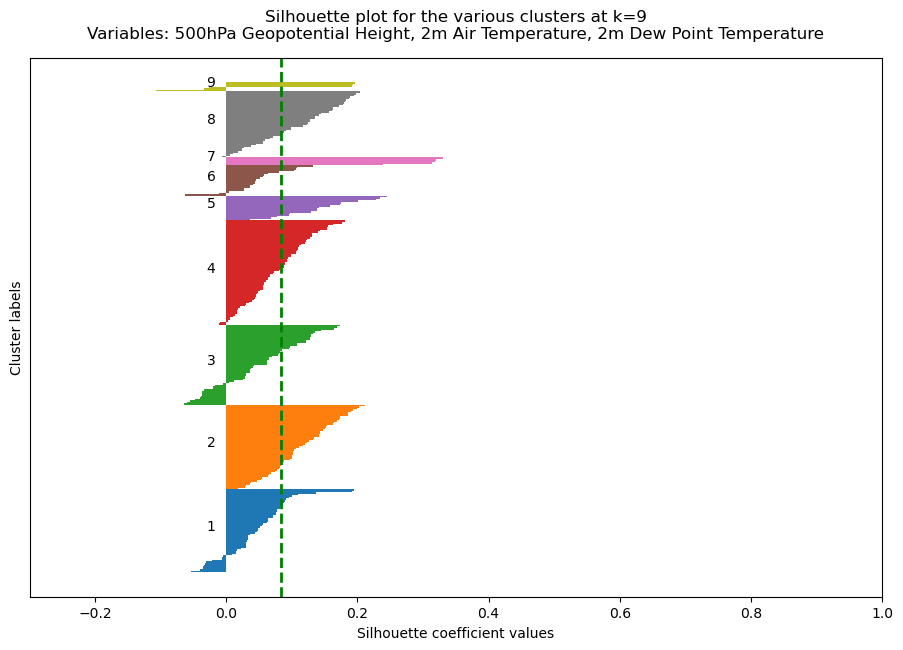 Silhouette plot for the various clusters at k=9
Variables: 500hPa Geopotential Height, 2m Air Temperature, 2m Dew Point Temperature
Cluster labels
9
8
7
6
5
4
3
2
1
−0.2 0.0 0.2 0.4 0.6 0.8 1.0
Silhouette coefficient values